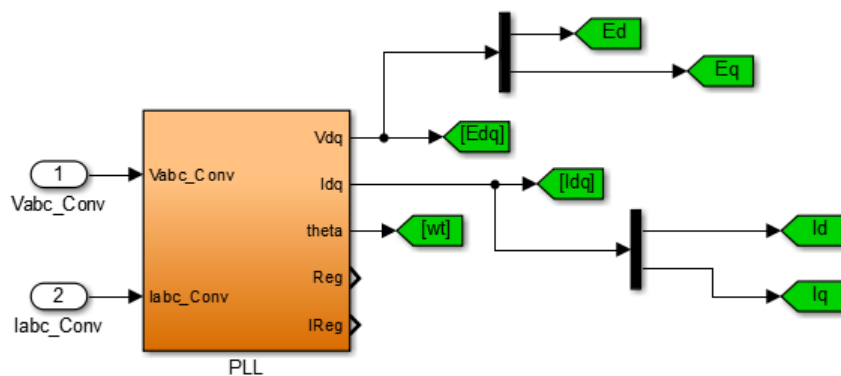 Ed
Eq
Vdq
[Edq]
1
Vabc_Conv
Vabc_Conv
Idq
[Idq]
theta
[wt]
Id
Reg
2
Iabc_Conv
Iabc_Conv
IReg
Iq
PLL